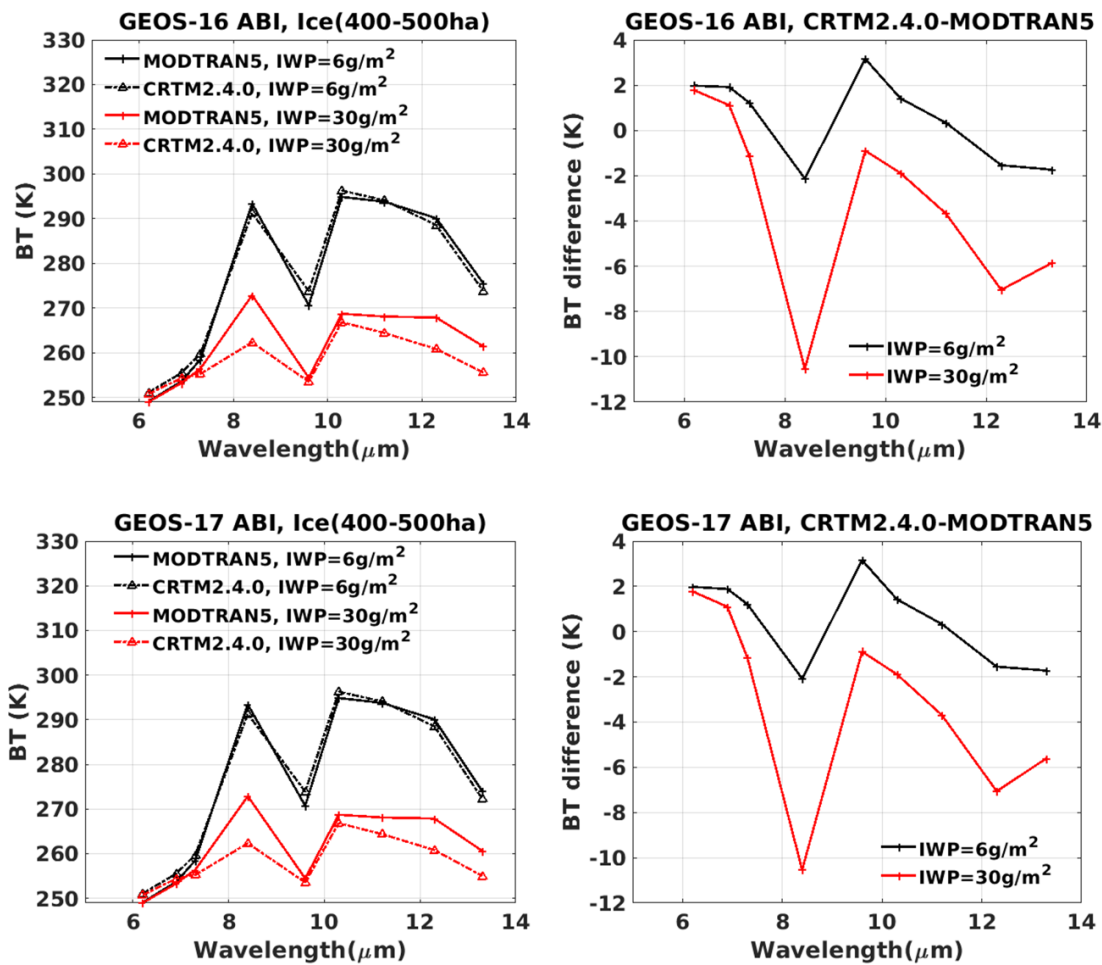 GEOS-16 ABI, Ice(400-500ha)
330
320
310
300
290
280
270
260
250
BT (K)
MODTRAN5, IWP=6g/m²
CRTM2.4.0, IWP=6g/m²
MODTRAN5, IWP=30g/m²
CRTM2.4.0, IWP=30g/m²
6 8 10 12 14
Wavelength(μm)
GEOS-16 ABI, CRTM2.4.0-MODTRAN5
4
2
0
-2
-4
-6
-8
-10
-12
BT difference (K)
IWP=6g/m²
IWP=30g/m²
6 8 10 12 14
Wavelength(μm)
GEOS-17 ABI, Ice(400-500ha)
330
320
310
300
290
280
270
260
250
BT (K)
MODTRAN5, IWP=6g/m²
CRTM2.4.0, IWP=6g/m²
MODTRAN5, IWP=30g/m²
CRTM2.4.0, IWP=30g/m²
6 8 10 12 14
Wavelength(μm)
GEOS-17 ABI, CRTM2.4.0-MODTRAN5
4
2
0
-2
-4
-6
-8
-10
-12
BT difference (K)
IWP=6g/m²
IWP=30g/m²
6 8 10 12 14
Wavelength(μm)